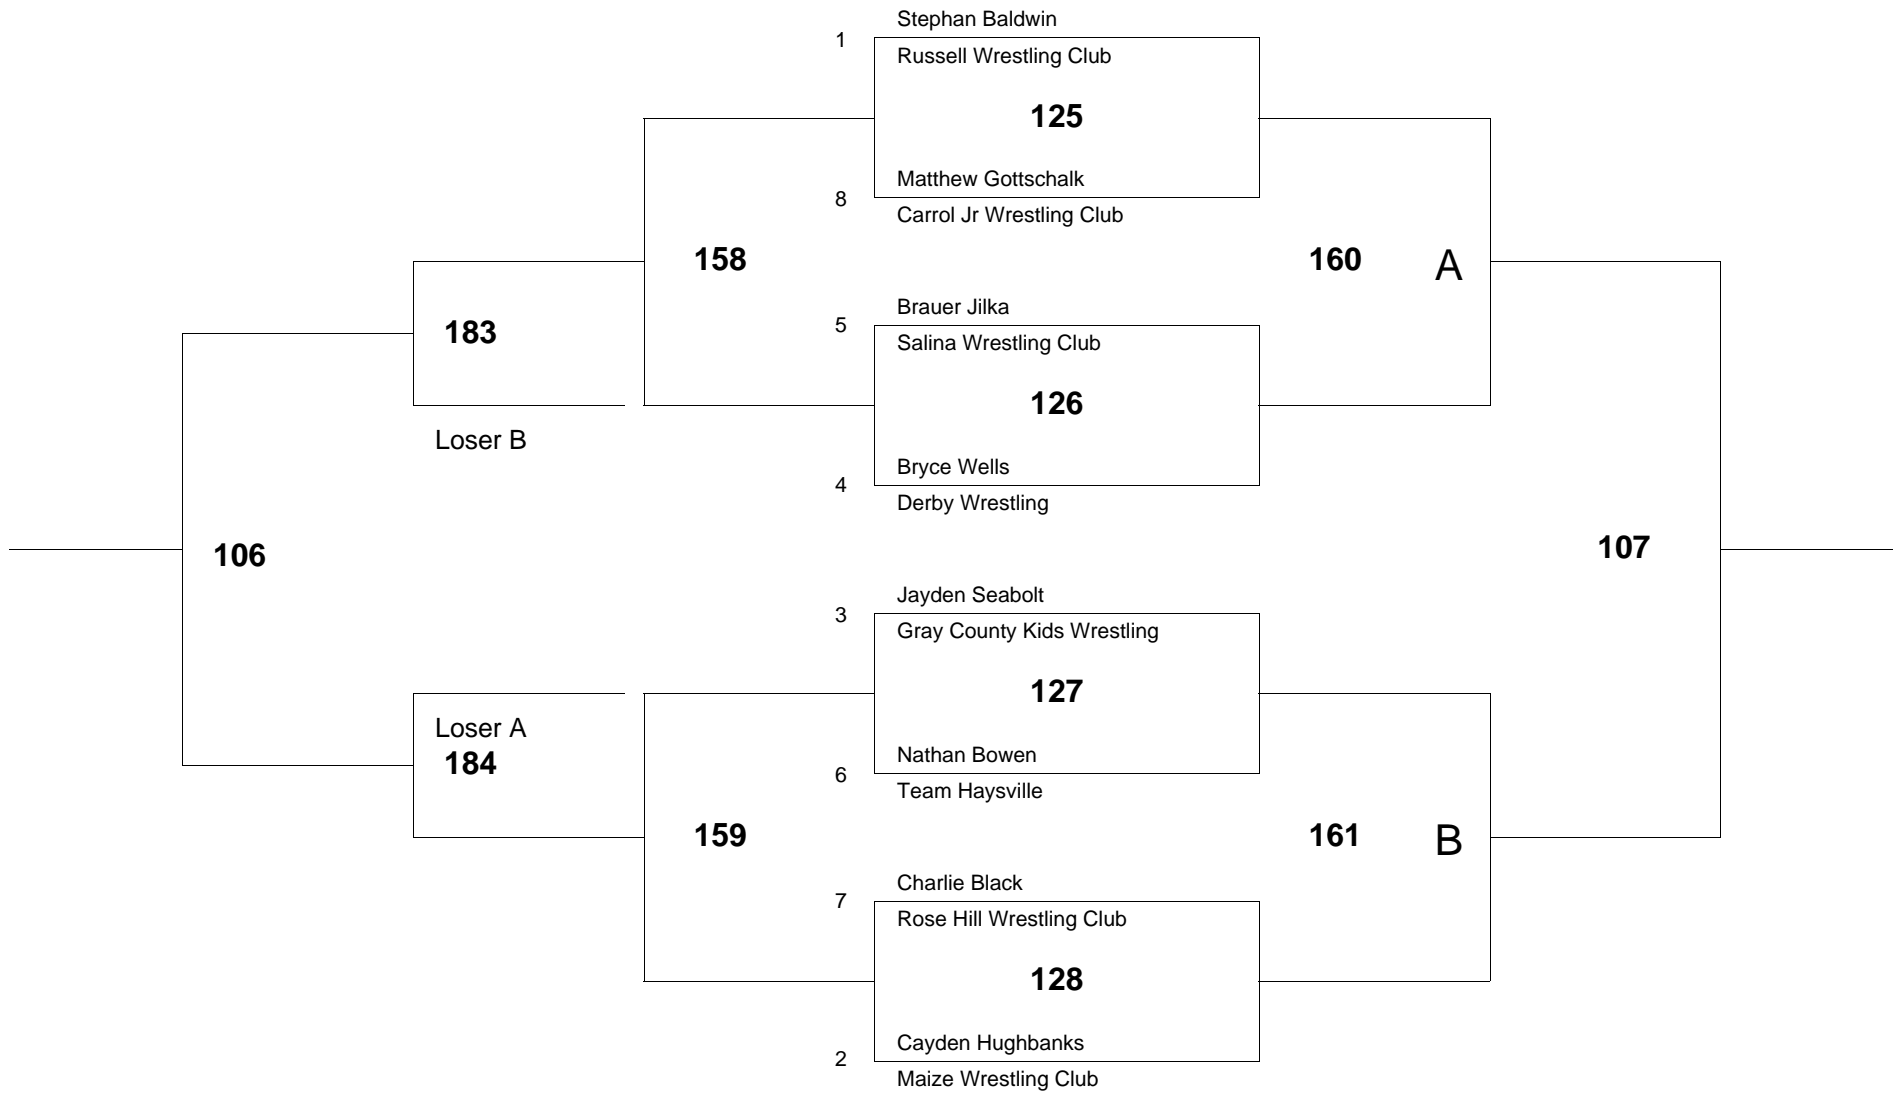 Stephan Baldwin
1
Russell Wrestling Club
125
Matthew Gottschalk
8
Carrol Jr Wrestling Club
158
160
A
Brauer Jilka
5
Salina Wrestling Club
183
126
Loser B
Bryce Wells
4
Derby Wrestling
106
107
Jayden Seabolt
3
Gray County Kids Wrestling
127
Loser A
184
Nathan Bowen
6
Team Haysville
159
161
B
Charlie Black
7
Rose Hill Wrestling Club
128
Cayden Hughbanks
2
Maize Wrestling Club